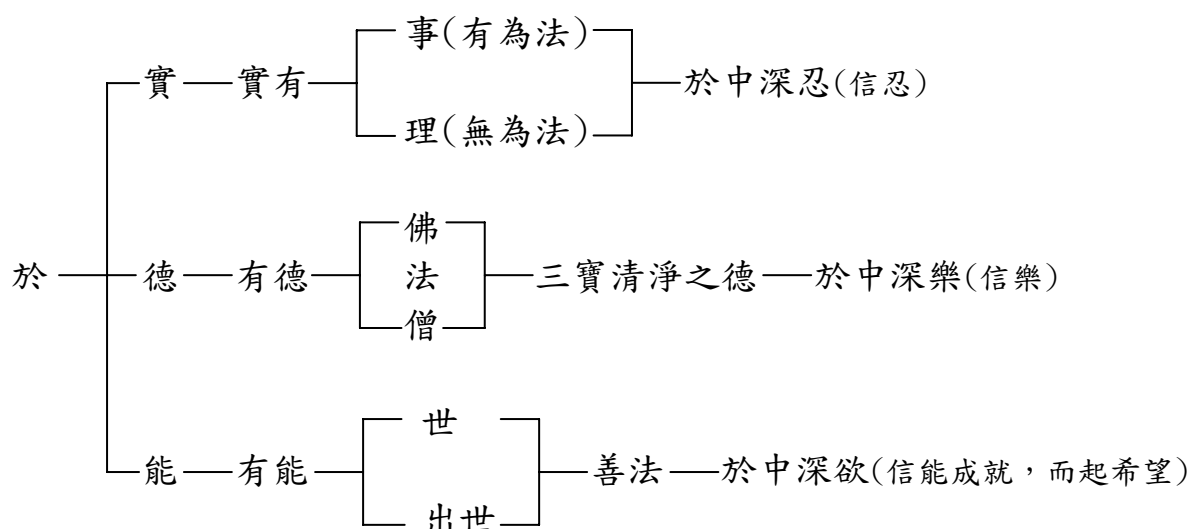 事(有為法)
實 實有 於中深忍(信忍)
理(無為法)
佛
於 德 有德 法 三寶清淨之德 於中深樂(信樂)
僧
世
能 有能 善法 於中深欲(信能成就，而起希望)
出世